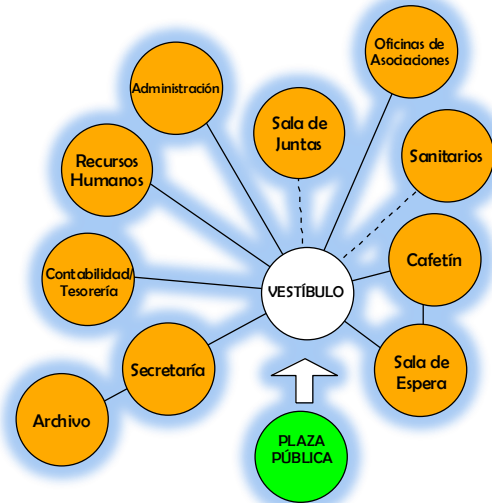 Oficinas de
Asociaciones
Administración
Sala de
Juntas
Sanitarios
Recursos
Humanos
Cafetín
Contabilidad/
Tesorería
VESTÍBULO
Secretaría
Sala de
Espera
Archivo
PLAZA
PÚBLICA